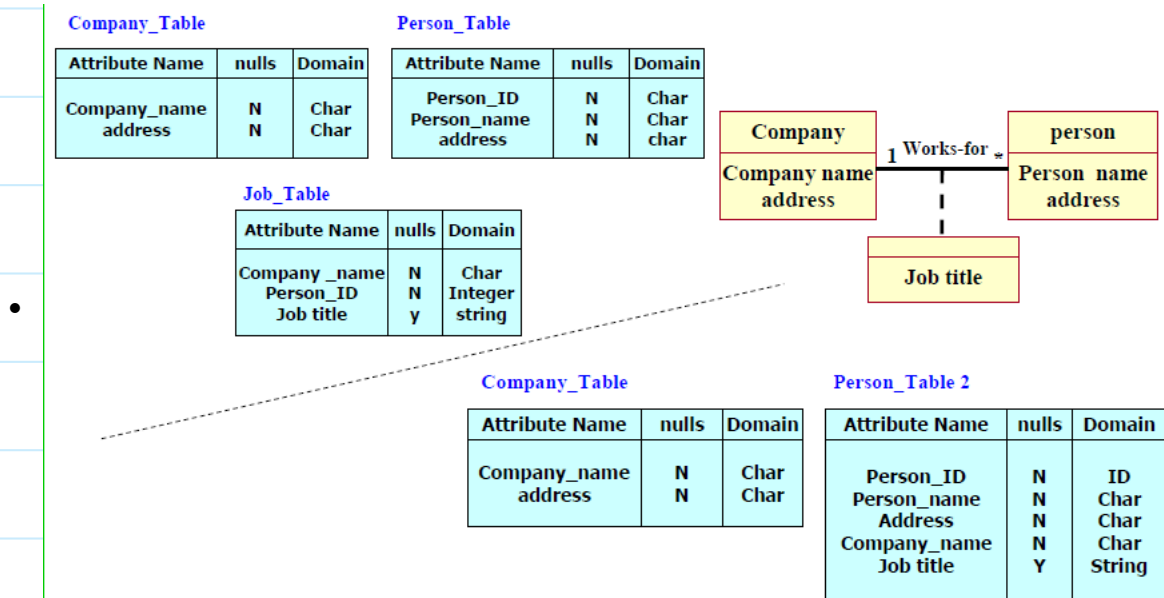 Company_Table
Attribute Name nulls Domain
Company_name N Char
address N Char
Person_Table
Attribute Name nulls Domain
Person_ID N Char
Person_name N Char
address N char
Company
Company name
address
1 Works-for *
person
Person name
address
Job title
Job_Table
Attribute Name nulls Domain
Company _name N Char
Person_ID N Integer
Job title y string
Company_Table
Attribute Name nulls Domain
Company_name N Char
address N Char
Person_Table 2
Attribute Name nulls Domain
Person_ID N ID
Person_name N Char
Address N Char
Company_name N Char
Job title Y String